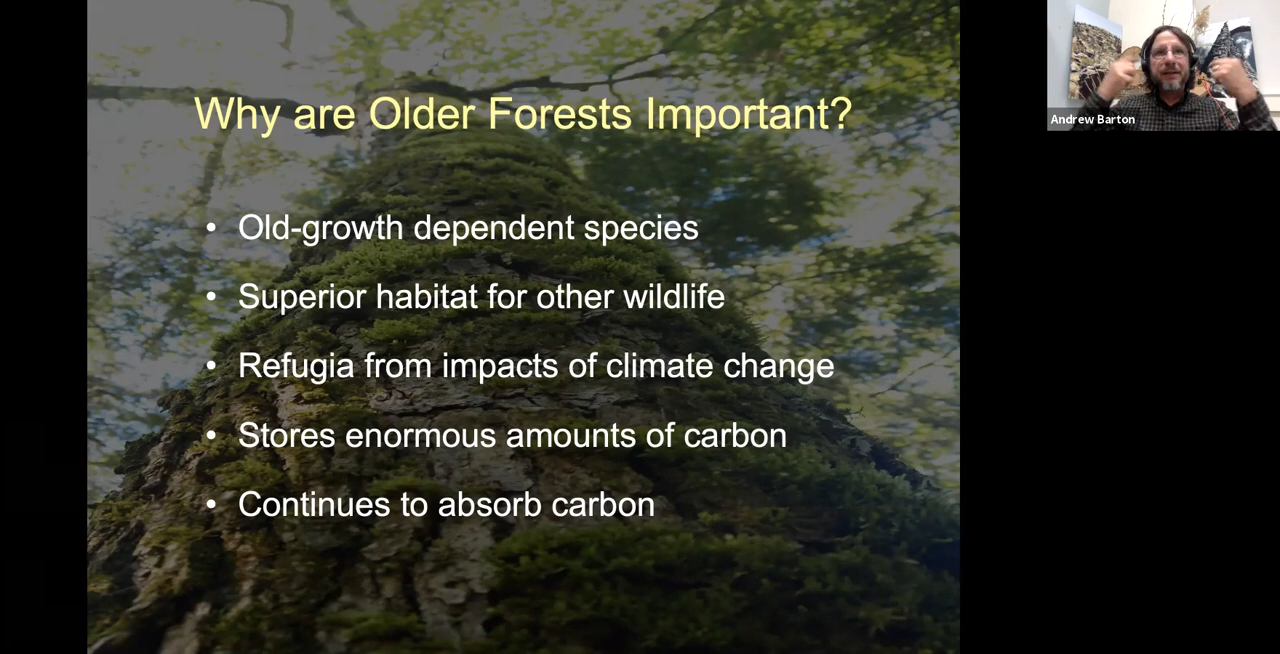 Why are Older Forests Important?
• Old-growth dependent species
• Superior habitat for other wildlife
• Refugia from impacts of climate change
• Stores enormous amounts of carbon
• Continues to absorb carbon
Andrew Barton